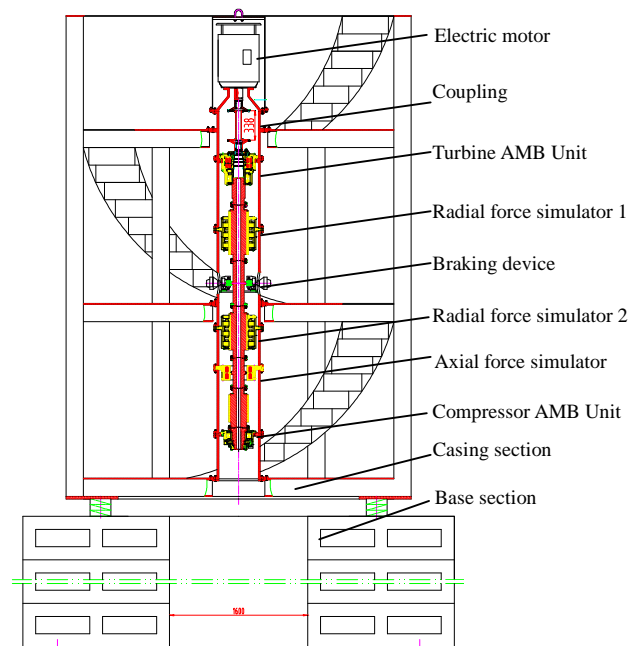 Electric motor
Coupling
338
Turbine AMB Unit
Radial force simulator 1
Braking device
Radial force simulator 2
Axial force simulator
Compressor AMB Unit
Casing section
Base section
1600